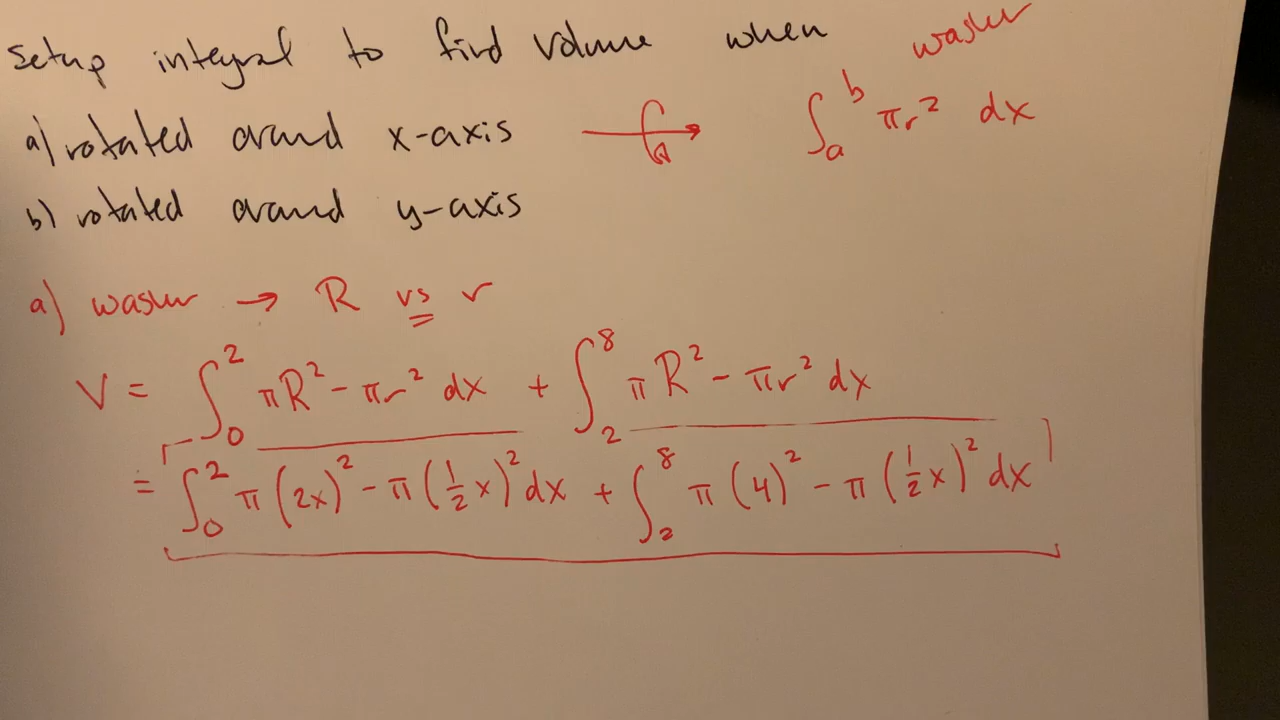 Setup integral to find Volume when
washer
a) rotated around x-axis ∫_a^b πr² dx
b) rotated around y-axis
a) washer → R vs r
V = ∫_0^2 πR² - πr² dx + ∫_2^8 πR² - πr² dx
= ∫_0^2 π(2x)² - π(½x)² dx + ∫_2^8 π(4)² - π(½x)² dx